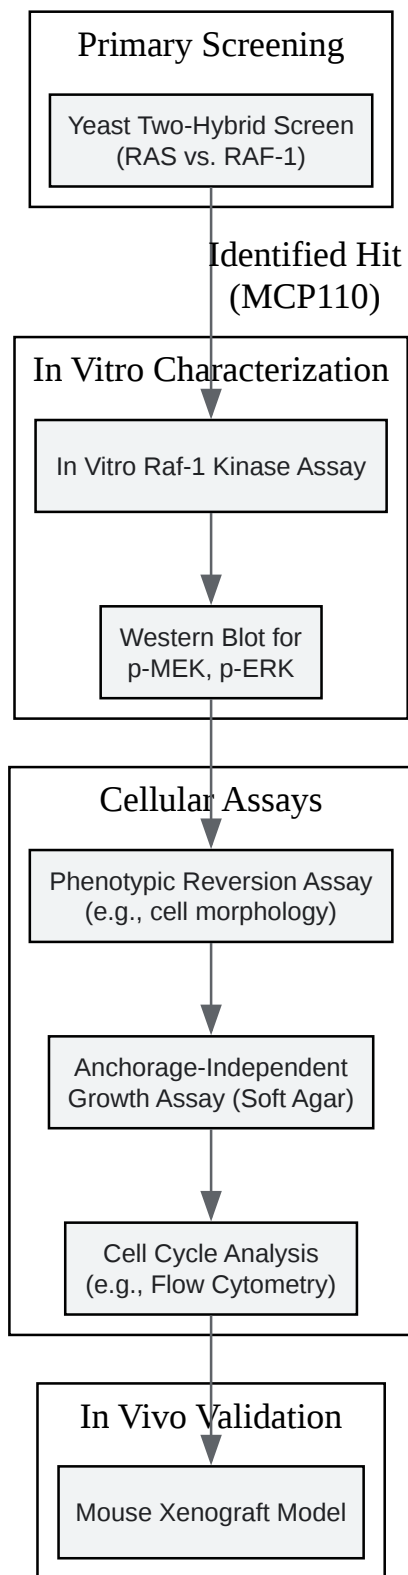 Primary Screening
Yeast Two-Hybrid Screen
(RAS vs. RAF-1)
Identified Hit
(MCP110)
In Vitro Characterization
In Vitro Raf-1 Kinase Assay
Western Blot for
p-MEK, p-ERK
Cellular Assays
Phenotypic Reversion Assay
(e.g., cell morphology)
Anchorage-Independent
Growth Assay (Soft Agar)
Cell Cycle Analysis
(e.g., Flow Cytometry)
In Vivo Validation
Mouse Xenograft Model